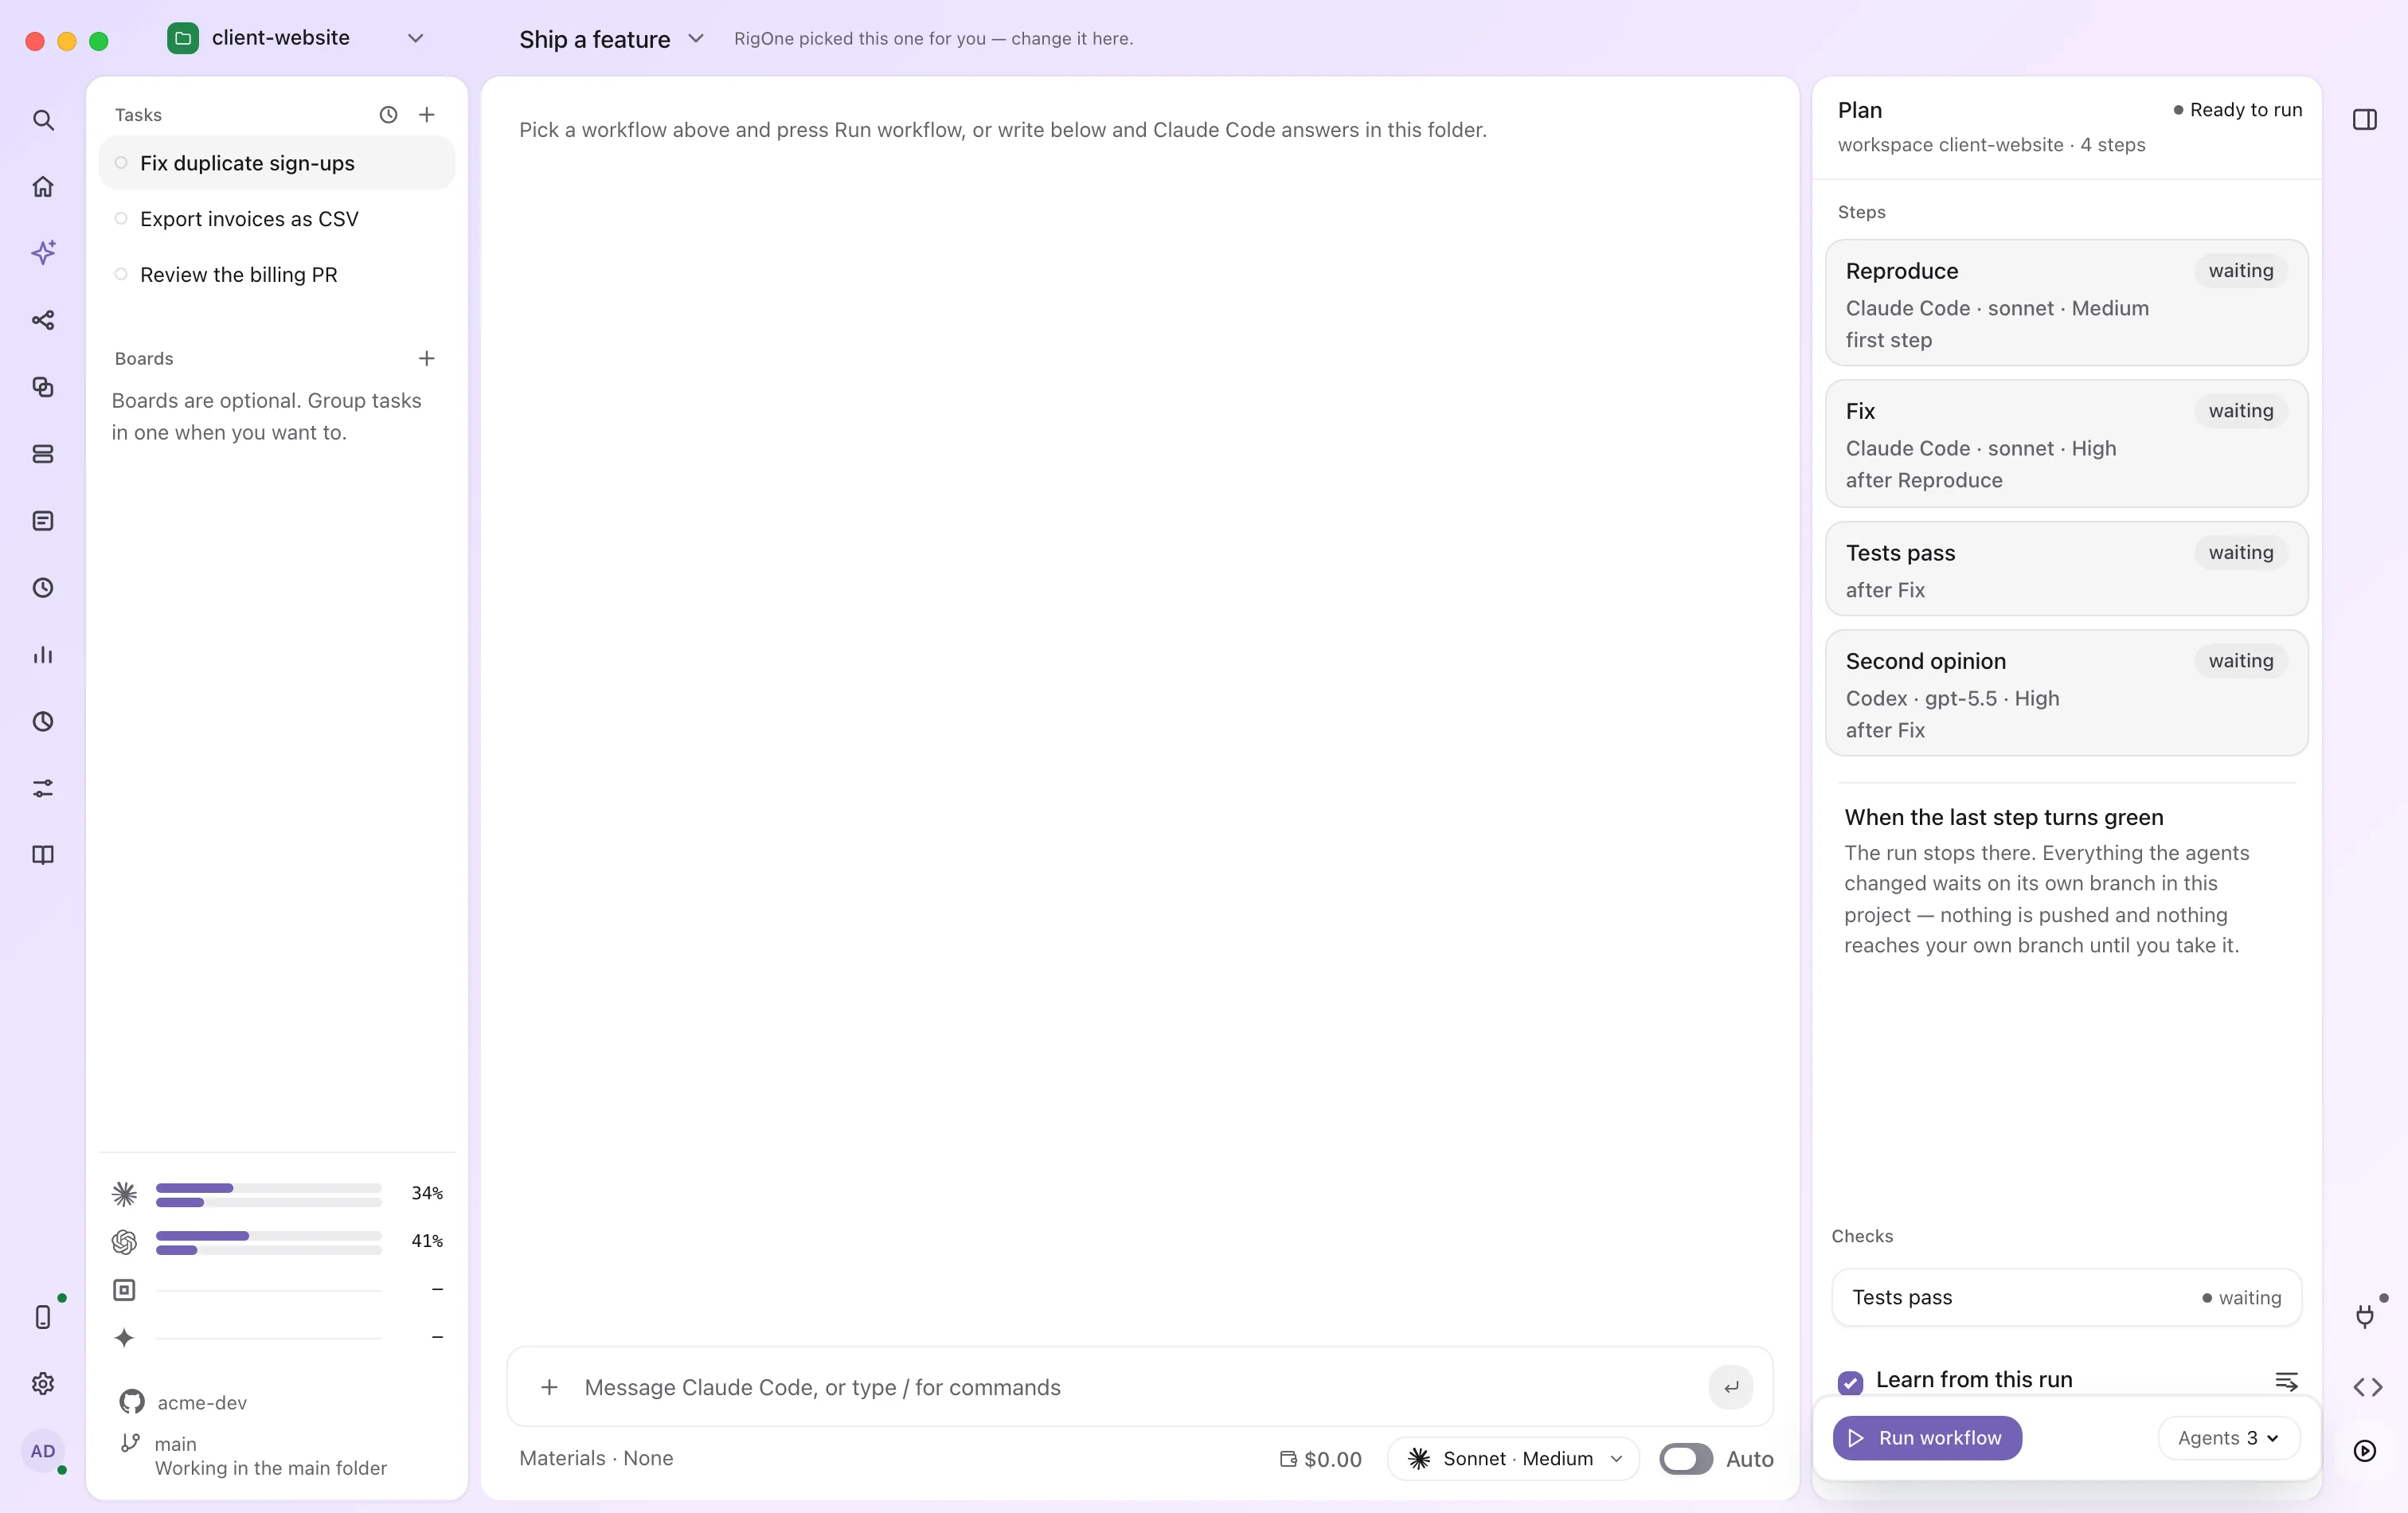 client-website
Ship a feature
RigOne picked this one for you — change it here.
Tasks
Fix duplicate sign-ups
Export invoices as CSV
Review the billing PR
Boards
Boards are optional. Group tasks
in one when you want to.
34%
41%
–
–
acme-dev
main
Working in the main folder
AD
Pick a workflow above and press Run workflow, or write below and Claude Code answers in this folder.
Message Claude Code, or type / for commands
Materials · None
$0.00
Sonnet · Medium
Auto
Plan
Ready to run
workspace client-website · 4 steps
Steps
Reproduce
waiting
Claude Code · sonnet · Medium
first step
Fix
waiting
Claude Code · sonnet · High
after Reproduce
Tests pass
waiting
after Fix
Second opinion
waiting
Codex · gpt-5.5 · High
after Fix
When the last step turns green
The run stops there. Everything the agents
changed waits on its own branch in this
project — nothing is pushed and nothing
reaches your own branch until you take it.
Checks
Tests pass
waiting
Learn from this run
Run workflow
Agents 3